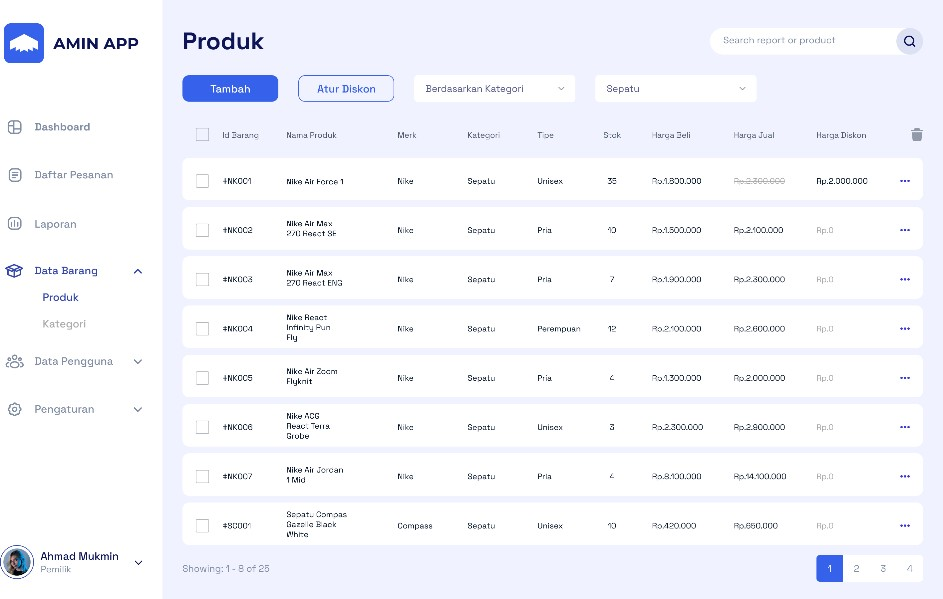 AMIN APP
Dashboard
Daftar Pesanan
Laporan
Data Barang
Produk
Kategori
Data Pengguna
Pengaturan
Ahmad Mukmin
Pemilik
Produk
Search report or product
Tambah
Atur Diskon
Berdasarkan Kategori
Sepatu
Id Barang Nama Produk Merk Kategori Tipe Stok Harga Beli Harga Jual Harga Diskon
#NK001 Nike Air Force 1 Nike Sepatu Unisex 35 Rp.1.800.000 Rp.2.300.000 Rp.2.000.000
#NK002 Nike Air Max
270 React SE Nike Sepatu Pria 10 Rp.1.500.000 Rp.2.100.000 Rp.0
#NK003 Nike Air Max
270 React ENG Nike Sepatu Pria 7 Rp.1.900.000 Rp.2.300.000 Rp.0
#NK004 Nike React
Infinity Run
Fly Nike Sepatu Perempuan 12 Rp.2.100.000 Rp.2.600.000 Rp.0
#NK005 Nike Air Zoom
Flyknit Nike Sepatu Pria 4 Rp.1.300.000 Rp.2.000.000 Rp.0
#NK006 Nike ACG
React Terra
Grobe Nike Sepatu Unisex 3 Rp.2.300.000 Rp.2.900.000 Rp.0
#NK007 Nike Air Jordan
1 Mid Nike Sepatu Pria 4 Rp.8.100.000 Rp.14.100.000 Rp.0
#SC001 Sepatu Compas
Gazelle Black
White Compass Sepatu Unisex 10 Rp.420.000 Rp.650.000 Rp.0
Showing: 1 - 8 of 25
1 2 3 4